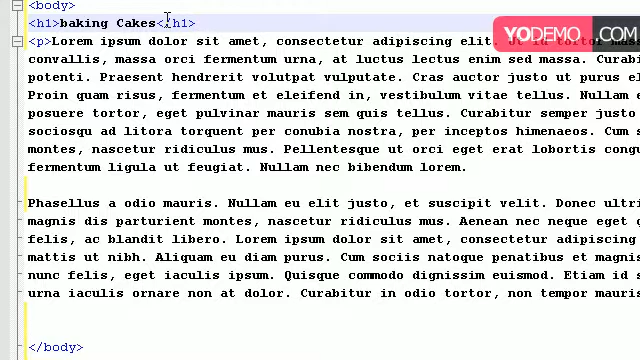 <body>
<h1>baking Cakes</h1>
YODEMO .COM
<p>Lorem ipsum dolor sit amet, consectetur adipiscing elit. Ut id tortor
convallis, massa orci fermentum urna, at luctus lectus enim sed massa. Curabi
potenti. Praesent hendrerit volutpat vulputate. Cras auctor justo ut purus el
Proin quam risus, fermentum et eleifend in, vestibulum vitae tellus. Nullam e
posuere tortor, eget pulvinar mauris sem quis tellus. Curabitur semper justo
sociosqu ad litora torquent per conubia nostra, per inceptos himenaeos. Cum s
montes, nascetur ridiculus mus. Pellentesque ut orci eget erat lobortis congu
fermentum ligula ut feugiat. Nullam nec bibendum lorem.
Phasellus a odio mauris. Nullam eu elit justo, et suscipit velit. Donec ultri
magnis dis parturient montes, nascetur ridiculus mus. Aenean nec neque eget q
felis, ac blandit libero. Lorem ipsum dolor sit amet, consectetur adipiscing
mattis ut nibh. Aliquam eu diam purus. Cum sociis natoque penatibus et magnis
nunc felis, eget iaculis ipsum. Quisque commodo dignissim euismod. Etiam id s
urna iaculis ornare non at dolor. Curabitur in odio tortor, non tempor mauris
</body>